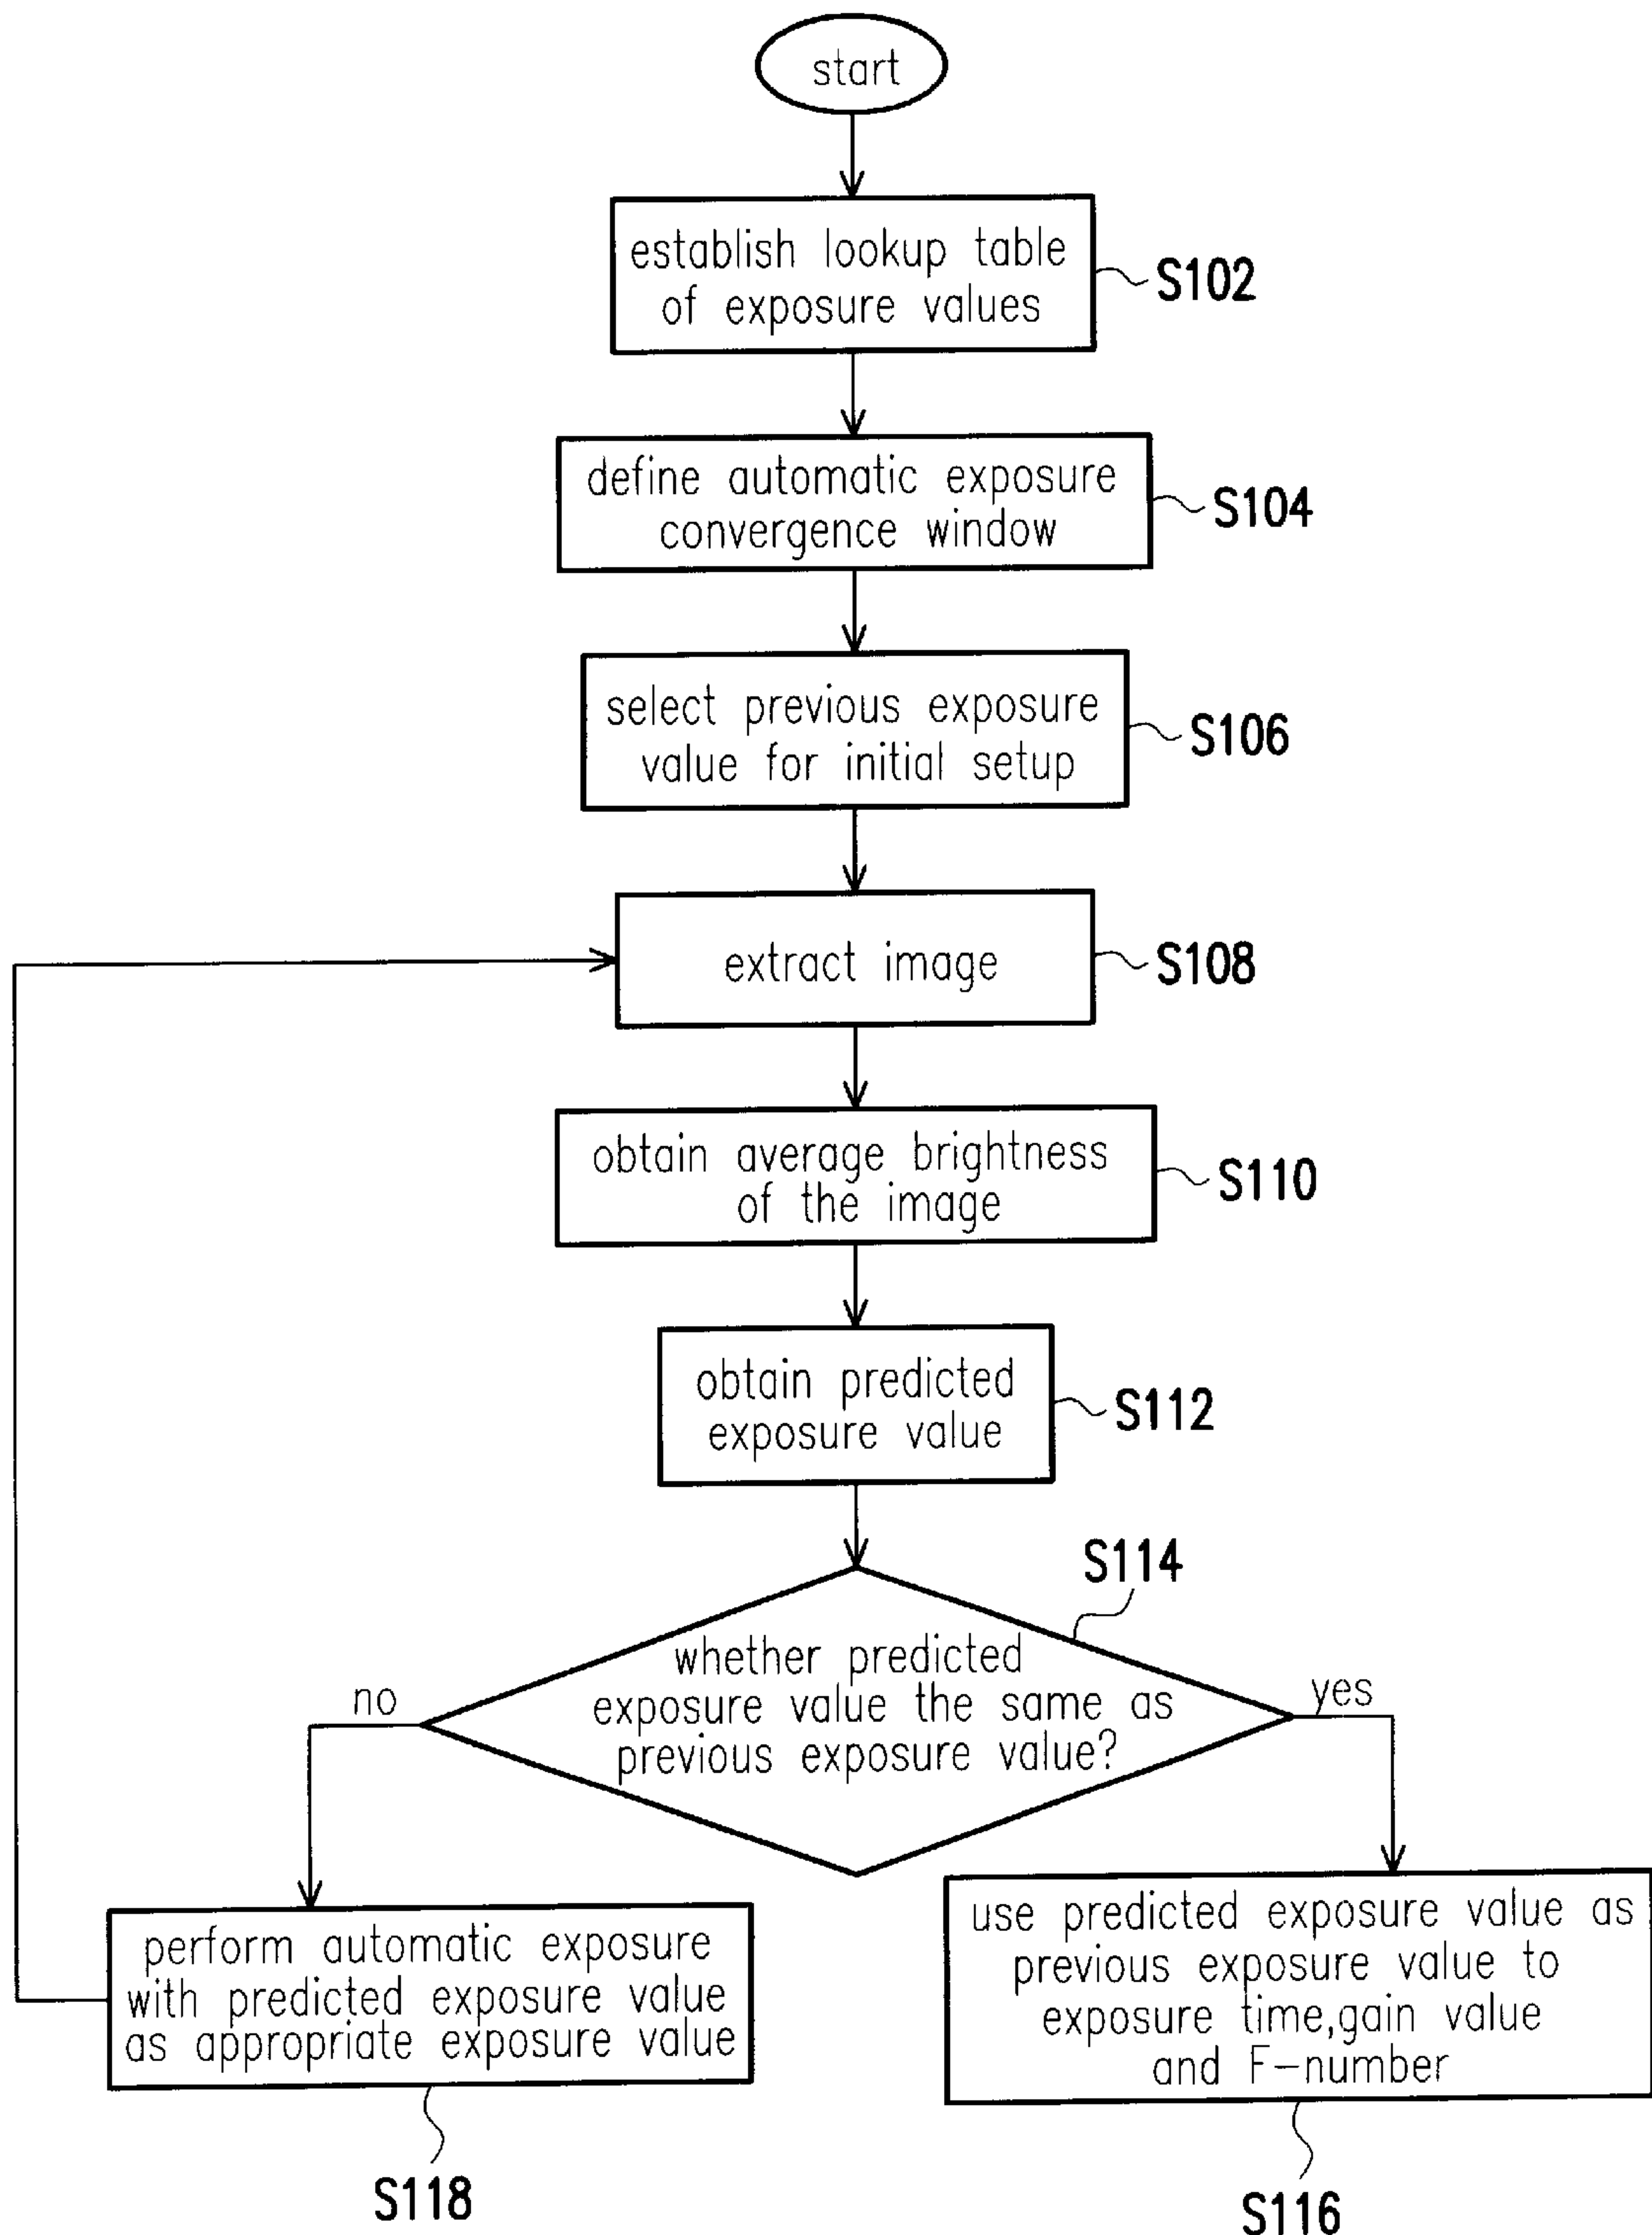 start
establish lookup table
of exposure values
S102
define automatic exposure
convergence window
S104
select previous exposure
value for initial setup
S106
extract image
S108
obtain average brightness
of the image
S110
obtain predicted
exposure value
S112
S114
whether predicted
exposure value the same as
previous exposure value?
no
yes
perform automatic exposure
with predicted exposure value
as appropriate exposure value
S118
use predicted exposure value as
previous exposure value to
exposure time,gain value
and F-number
S116